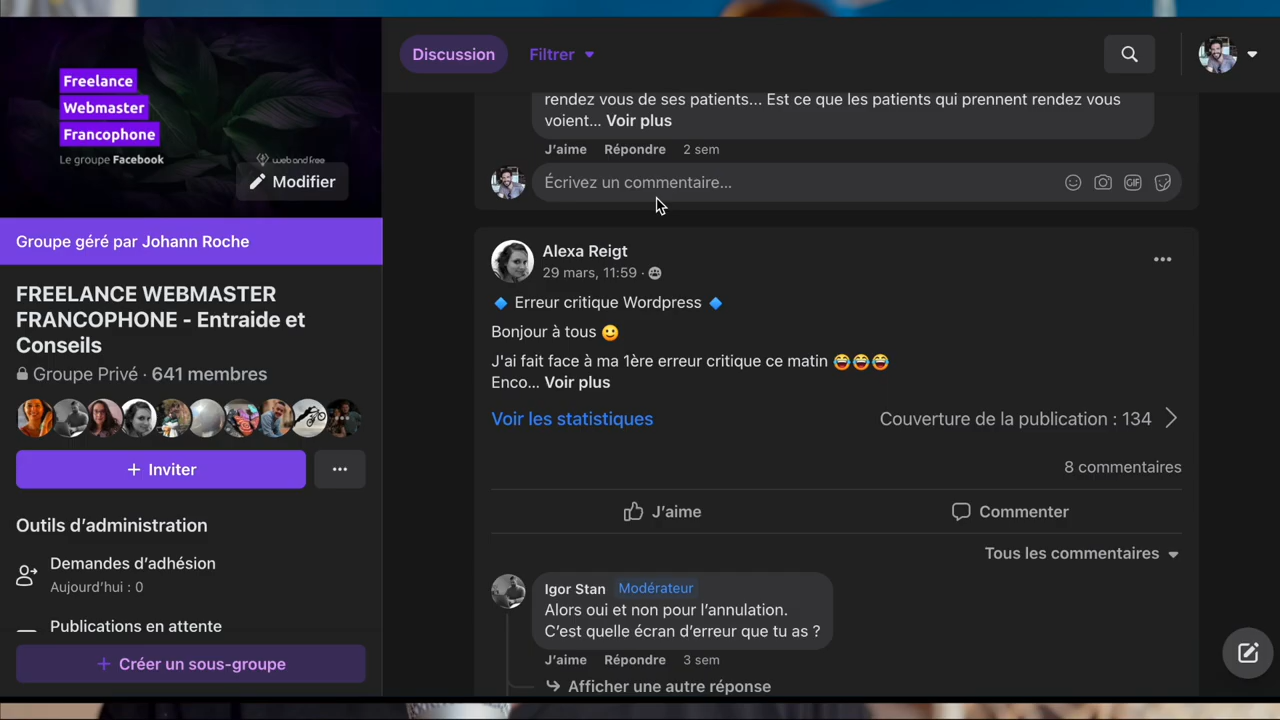 Freelance
Webmaster
Francophone
Le groupe Facebook
web and free
Modifier
Groupe géré par Johann Roche
FREELANCE WEBMASTER
FRANCOPHONE - Entraide et
Conseils
Groupe Privé · 641 membres
+ Inviter
Outils d'administration
Demandes d'adhésion
Aujourd'hui : 0
Publications en attente
+ Créer un sous-groupe
Discussion
Filtrer
rendez vous de ses patients... Est ce que les patients qui prennent rendez vous
voient... Voir plus
J'aime Répondre 2 sem
Écrivez un commentaire...
GIF
Alexa Reigt
29 mars, 11:59 ·
🔹 Erreur critique Wordpress 🔹
Bonjour à tous 🙂
J'ai fait face à ma 1ère erreur critique ce matin 😂😂😂
Enco... Voir plus
Voir les statistiques
Couverture de la publication : 134
8 commentaires
J'aime
Commenter
Tous les commentaires
Igor Stan Modérateur
Alors oui et non pour l'annulation.
C'est quelle écran d'erreur que tu as ?
J'aime Répondre 3 sem
Afficher une autre réponse